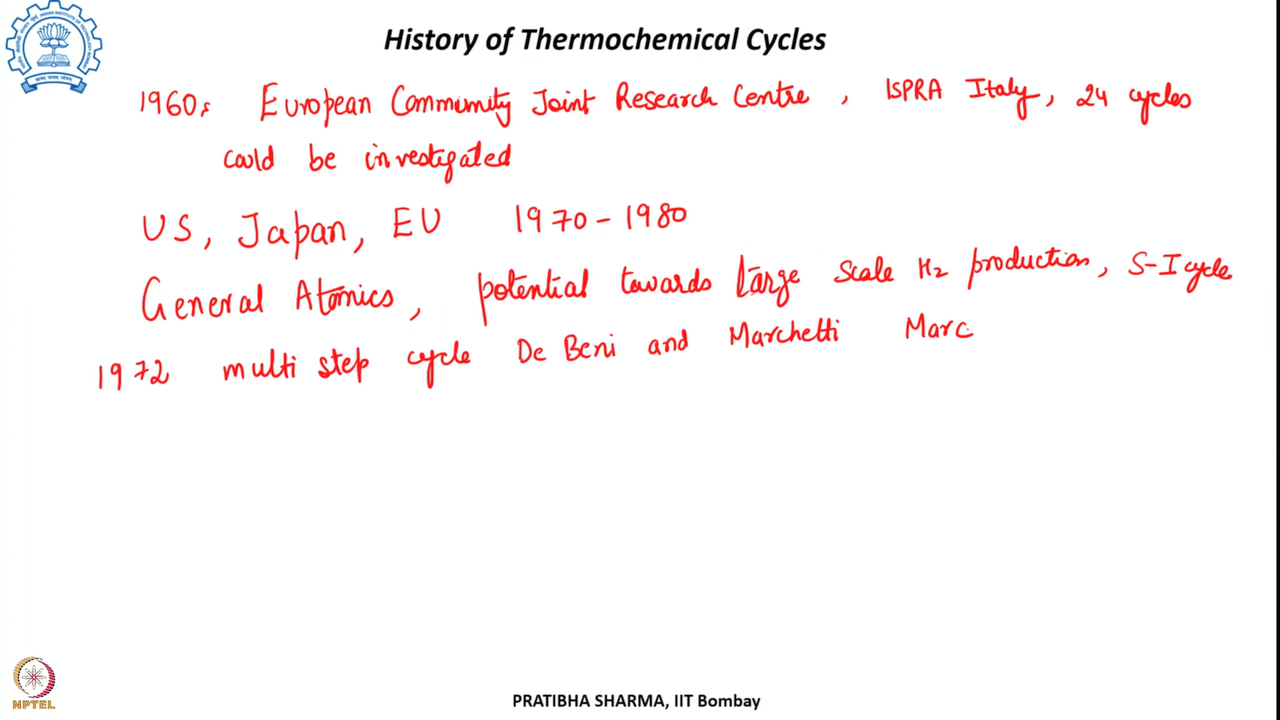 History of Thermochemical Cycles
1960s European Community Joint Research Centre, ISPRA Italy, 24 cycles
could be investigated
US, Japan, EU 1970-1980
General Atomics, potential towards Large scale H2 production, S-I cycle
1972 multi step cycle De Beni and Marchetti Marc
NPTEL
PRATIBHA SHARMA, IIT Bombay